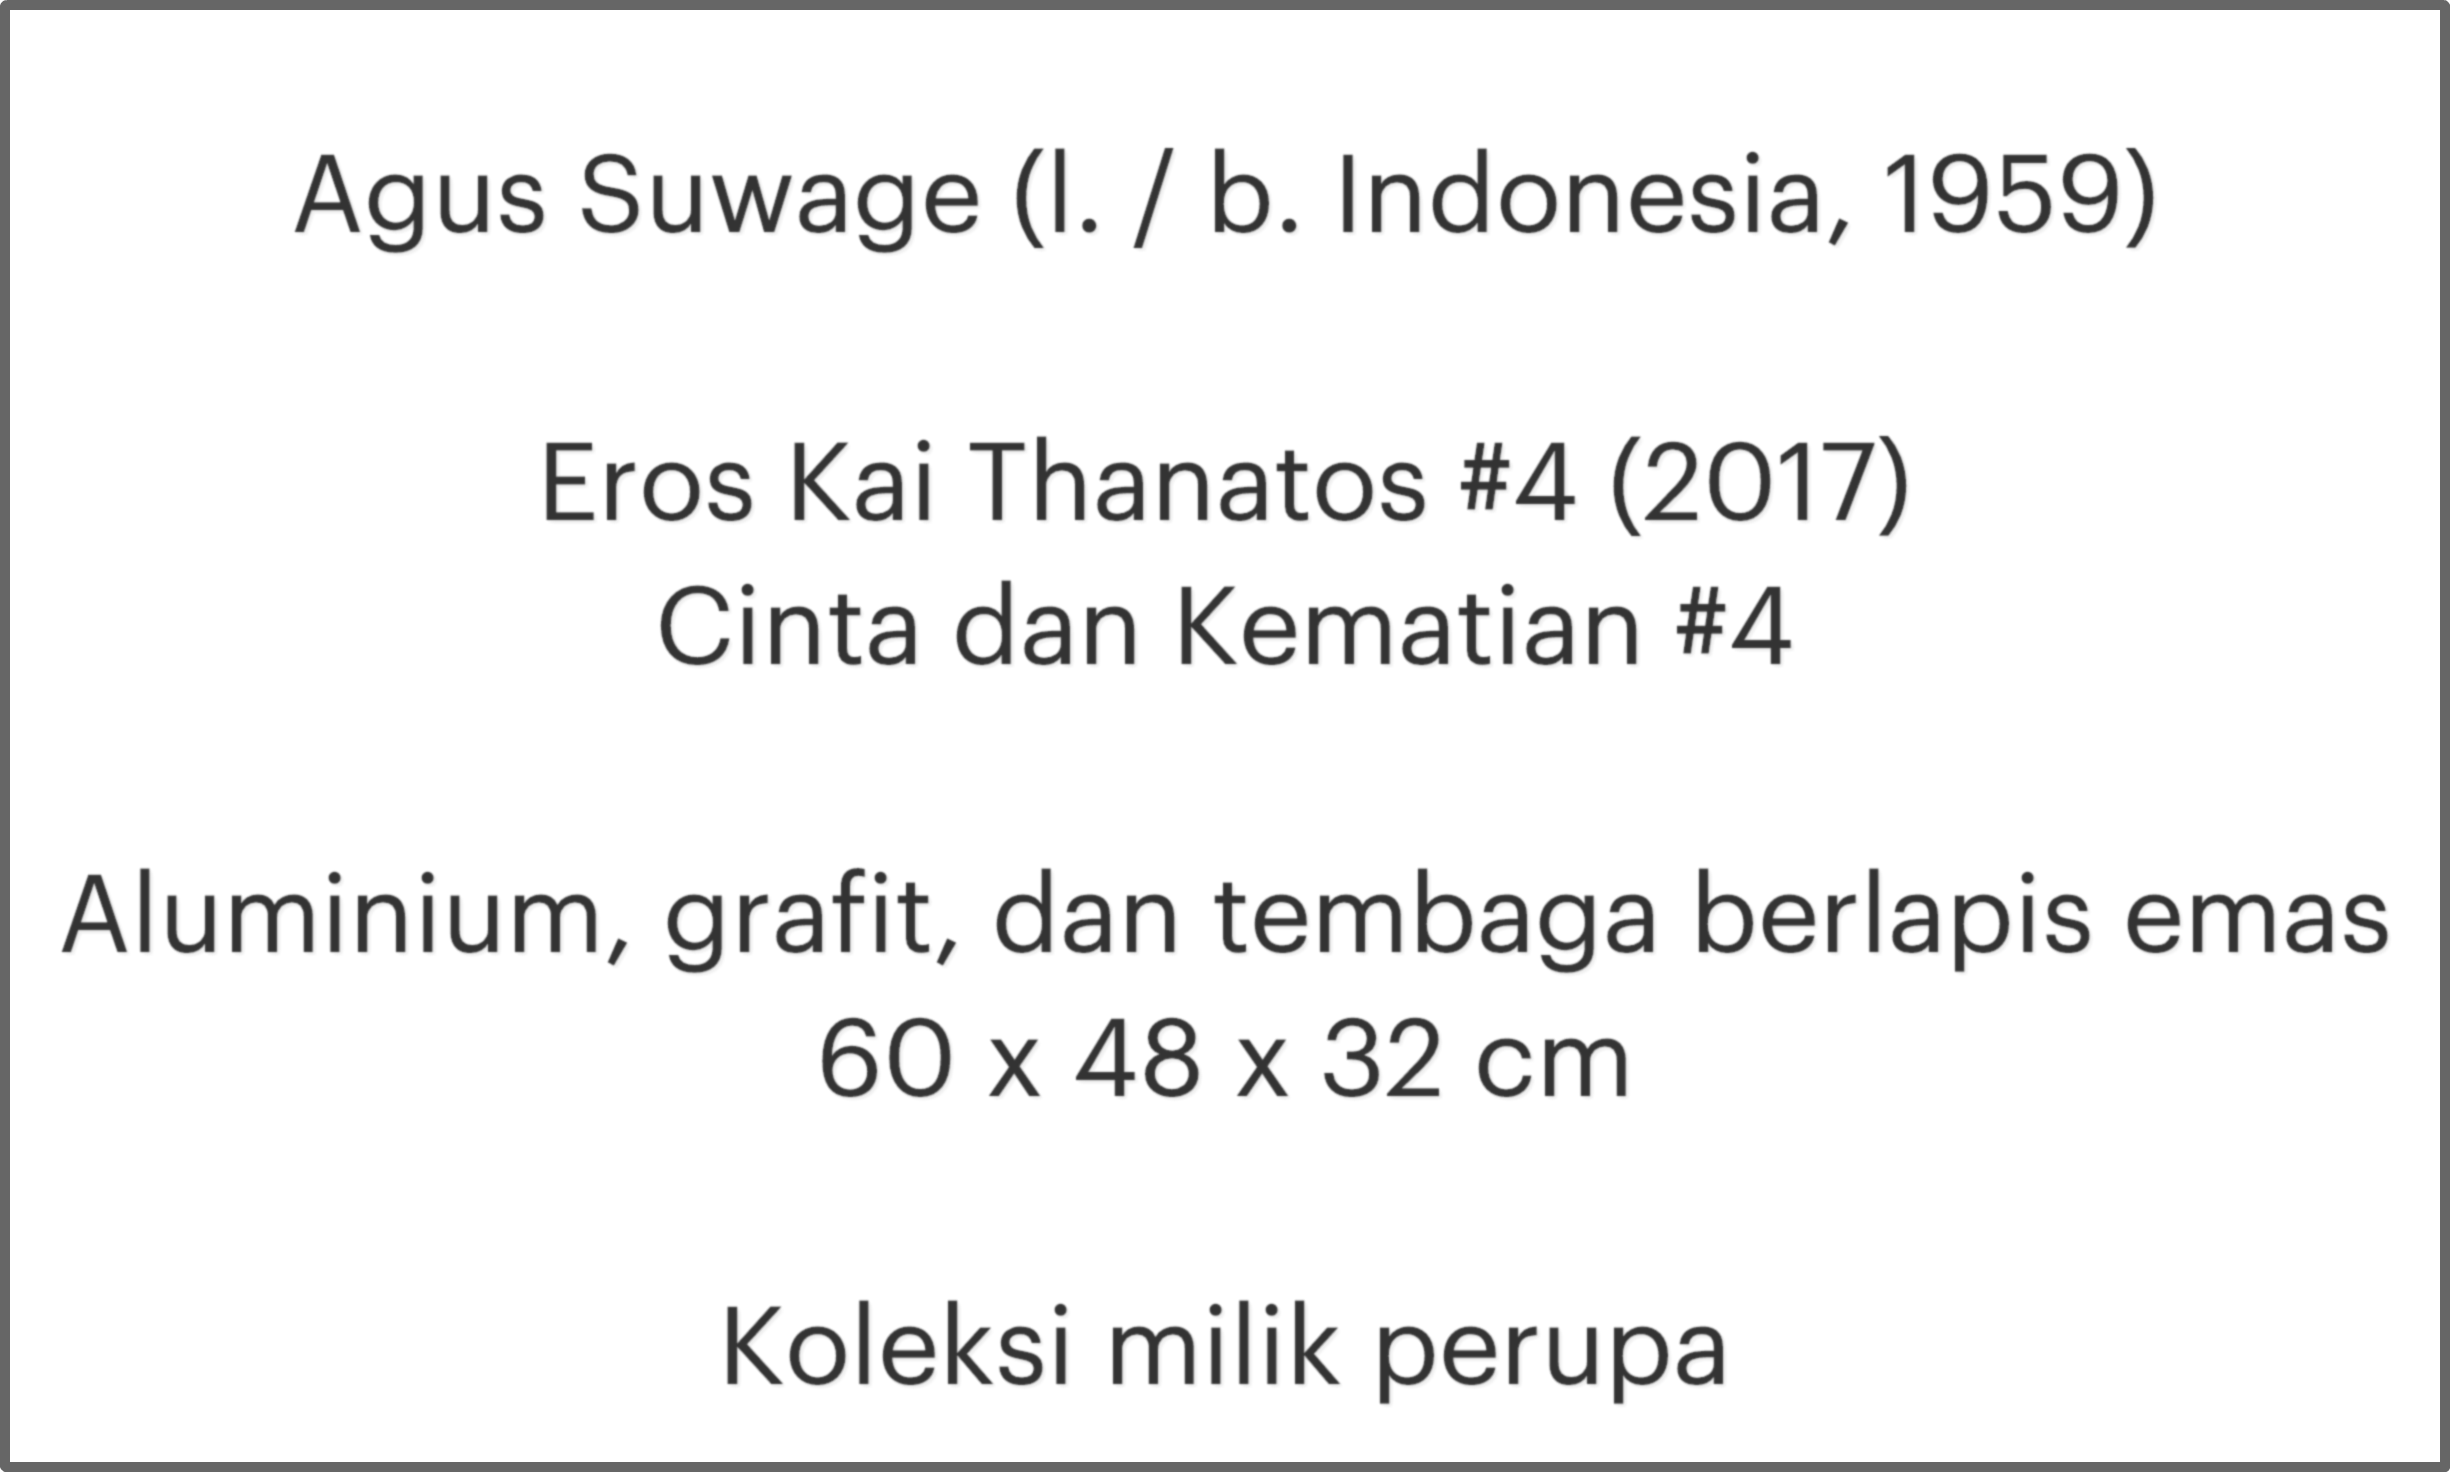 Agus Suwage (l. / b. Indonesia, 1959)
Eros Kai Thanatos #4 (2017)
Cinta dan Kematian #4
Aluminium, grafit, dan tembaga berlapis emas
60 x 48 x 32 cm
Koleksi milik perupa